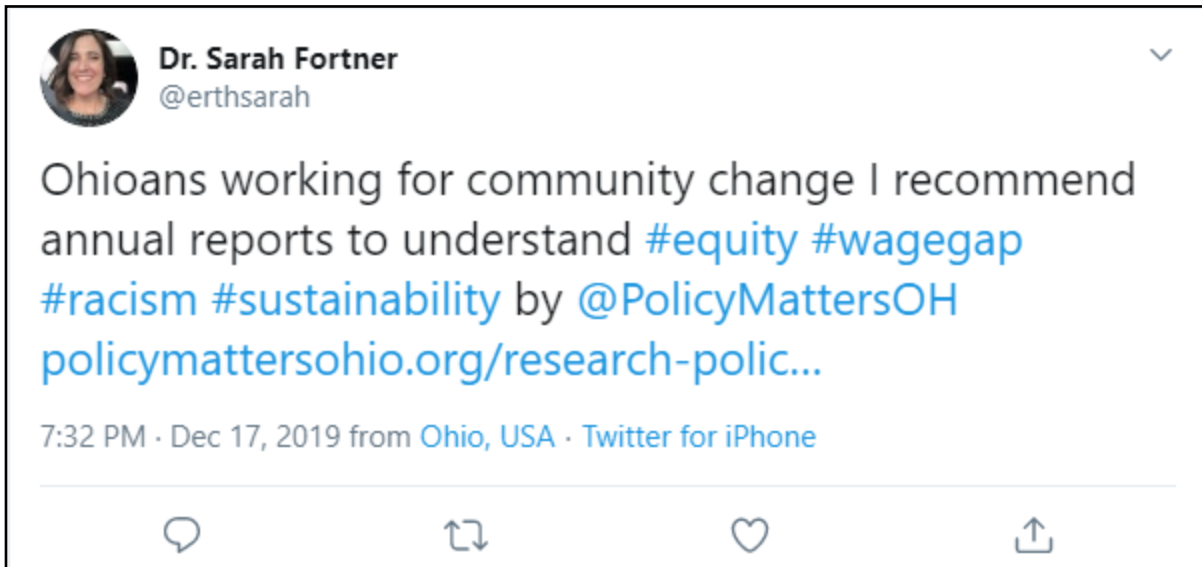 Dr. Sarah Fortner
@erthsarah
Ohioans working for community change I recommend
annual reports to understand #equity #wagegap
#racism #sustainability by @PolicyMattersOH
policymattersohio.org/research-polic...
7:32 PM · Dec 17, 2019 from Ohio, USA · Twitter for iPhone